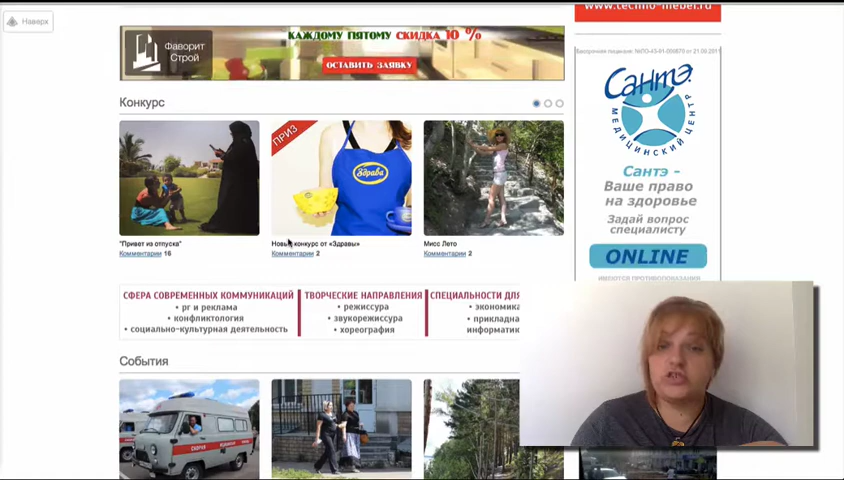 Наверх
www.techno-mebel.ru
КАЖДОМУ ПЯТОМУ СКИДКА 10 %
Фаворит
Строй
ОСТАВИТЬ ЗАЯВКУ
Конкурс
ПРИЗ
Здрава
"Привет из отпуска"
Комментарии 16
Новый конкурс от «Здравы»
Комментарии 2
Мисс Лето
Комментарии 2
СФЕРА СОВРЕМЕННЫХ КОММУНИКАЦИЙ
• pr и реклама
• конфликтология
• социально-культурная деятельность
ТВОРЧЕСКИЕ НАПРАВЛЕНИЯ
• режиссура
• звукорежиссура
• хореография
СПЕЦИАЛЬНОСТИ ДЛЯ
• экономика
• прикладна
информатик
События
Сантэ
МЕДИЦИНСКИЙ ЦЕНТР
Сантэ -
Ваше право
на здоровье
Задай вопрос
специалисту
ONLINE
ИМЕЮТСЯ ПРОТИВОПОКАЗАНИЯ